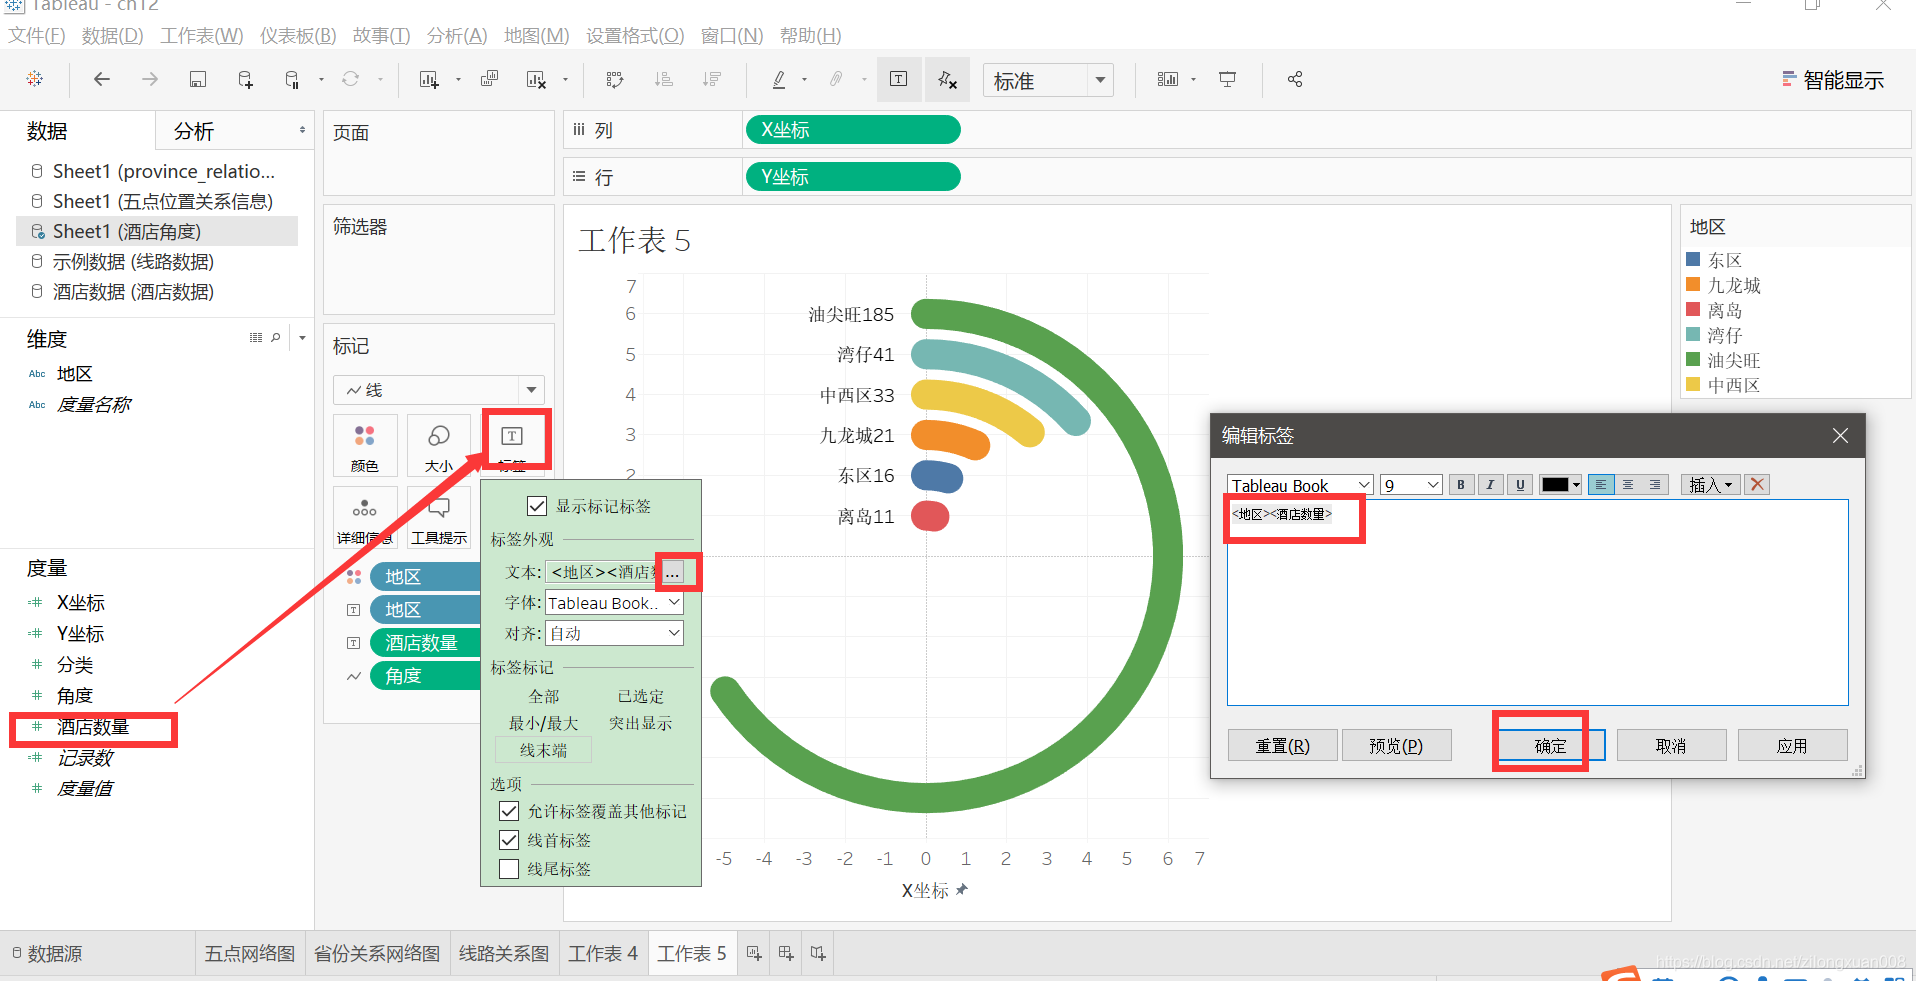 Tableau - ch12
文件(F) 数据(D) 工作表(W) 仪表板(B) 故事(T) 分析(A) 地图(M) 设置格式(O) 窗口(N) 帮助(H)
标准
智能显示
数据 分析
Sheet1 (province_relatio...
Sheet1 (五点位置关系信息)
Sheet1 (酒店角度)
示例数据 (线路数据)
酒店数据 (酒店数据)
维度
Abc 地区
Abc 度量名称
度量
X坐标
Y坐标
分类
角度
酒店数量
记录数
度量值
页面
筛选器
标记
线
颜色 大小 标签
详细信息 工具提示
地区
地区
酒店数量
角度
显示标记标签
标签外观
文本: <地区><酒店数 ...
字体: Tableau Book..
对齐: 自动
标签标记
全部 已选定
最小/最大 突出显示
线末端
选项
允许标签覆盖其他标记
线首标签
线尾标签
列 X坐标
行 Y坐标
工作表 5
7
6
5
4
3
2
油尖旺185
湾仔41
中西区33
九龙城21
东区16
离岛11
-5 -4 -3 -2 -1 0 1 2 3 4 5 6 7
X坐标
地区
东区
九龙城
离岛
湾仔
油尖旺
中西区
编辑标签
Tableau Book 9 B I U 插入
<地区><酒店数量>
重置(R) 预览(P) 确定 取消 应用
数据源 五点网络图 省份关系网络图 线路关系图 工作表 4 工作表 5
https://blog.csdn.net/zilongxuan008